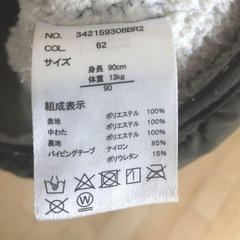 NO. 342159308BR2
COL. 62
サイズ
身長 90cm
体重 13kg
90
組成表示
表地 ポリエステル 100%
中わた ポリエステル 100%
裏地 ポリエステル 100%
パイピングテープ ナイロン 85%
ポリウレタン 15%